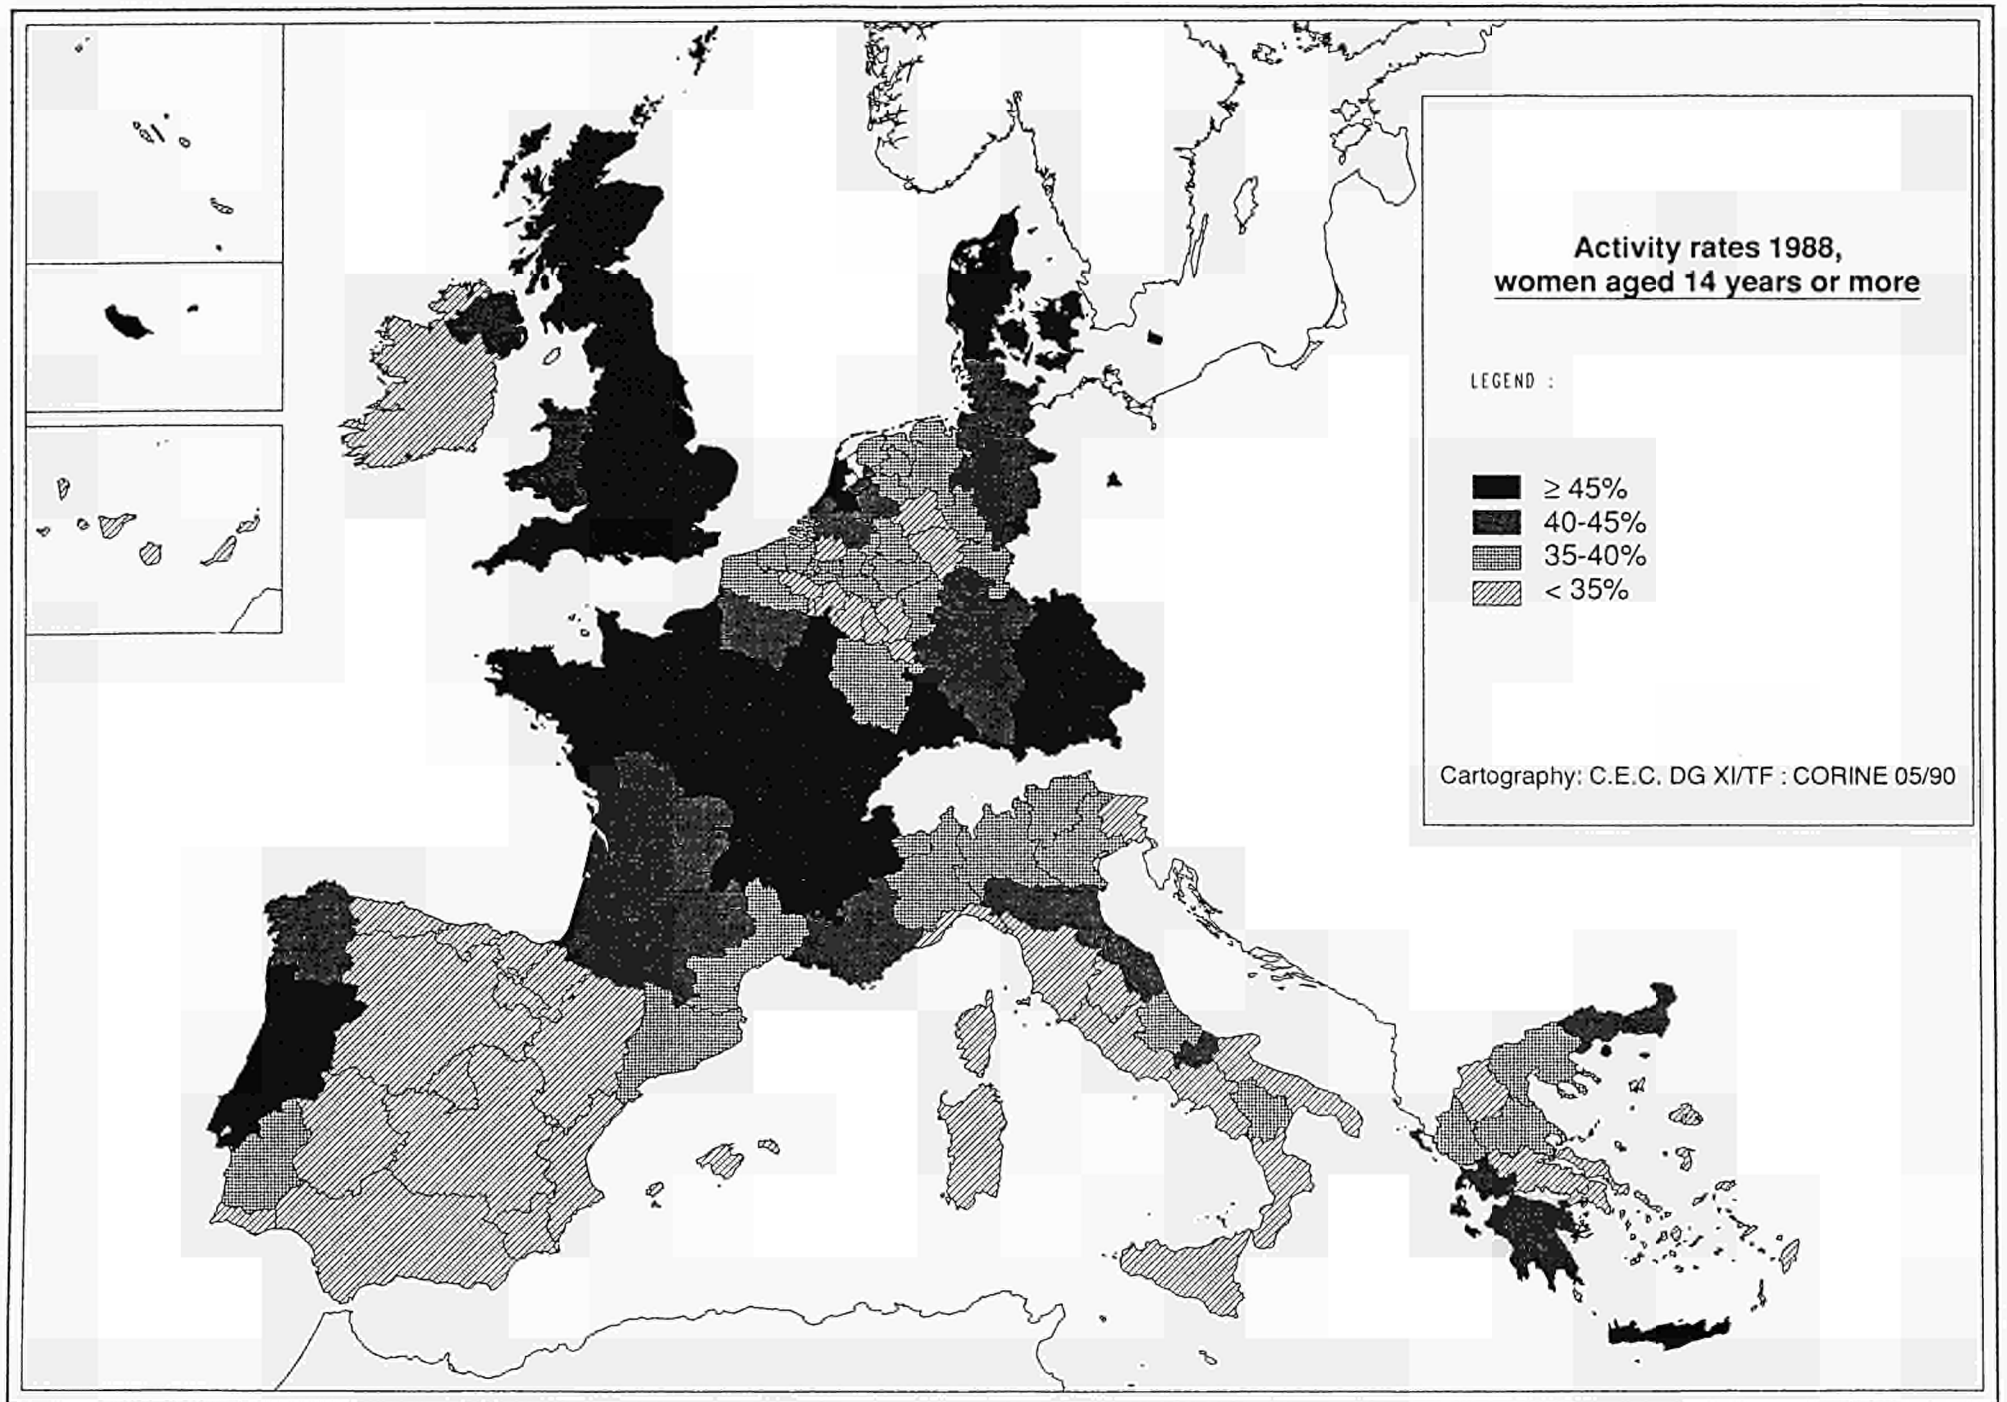 Activity rates 1988,
women aged 14 years or more
LEGEND :
≥ 45%
40-45%
35-40%
< 35%
Cartography: C.E.C. DG XI/TF : CORINE 05/90